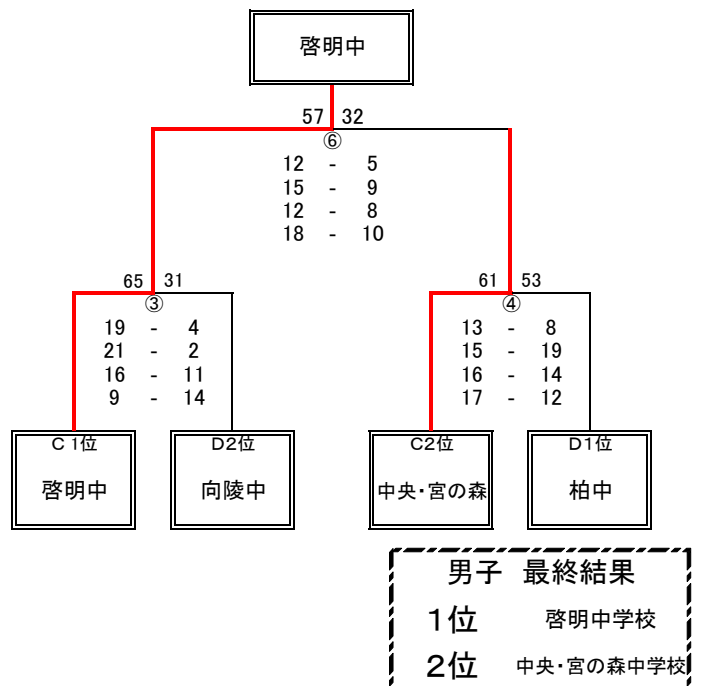 啓明中
57 32
⑥
12 - 5
15 - 9
12 - 8
18 - 10
65 31
③
19 - 4
21 - 2
16 - 11
9 - 14
61 53
④
13 - 8
15 - 19
16 - 14
17 - 12
C 1位
啓明中
D2位
向陵中
C2位
中央・宮の森
D1位
柏中
男子 最終結果
1位 啓明中学校
2位 中央・宮の森中学校